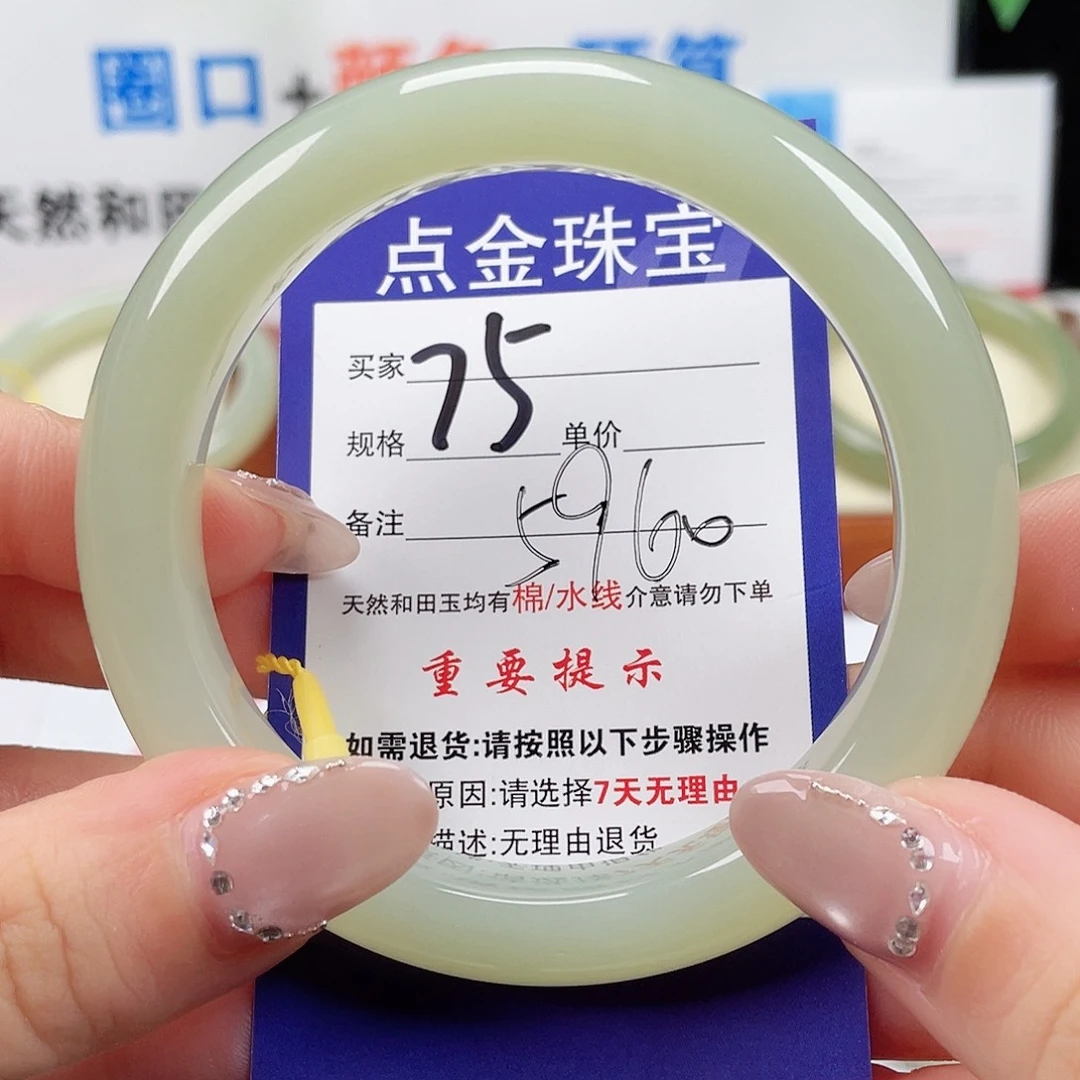 圈口+颜色
天然和田
点金珠宝
买家 75
规格 单价
备注 59600
天然和田玉均有棉/水线介意请勿下单
重要提示
如需退货:请按照以下步骤操作
原因:请选择7天无理由
描述:无理由退货